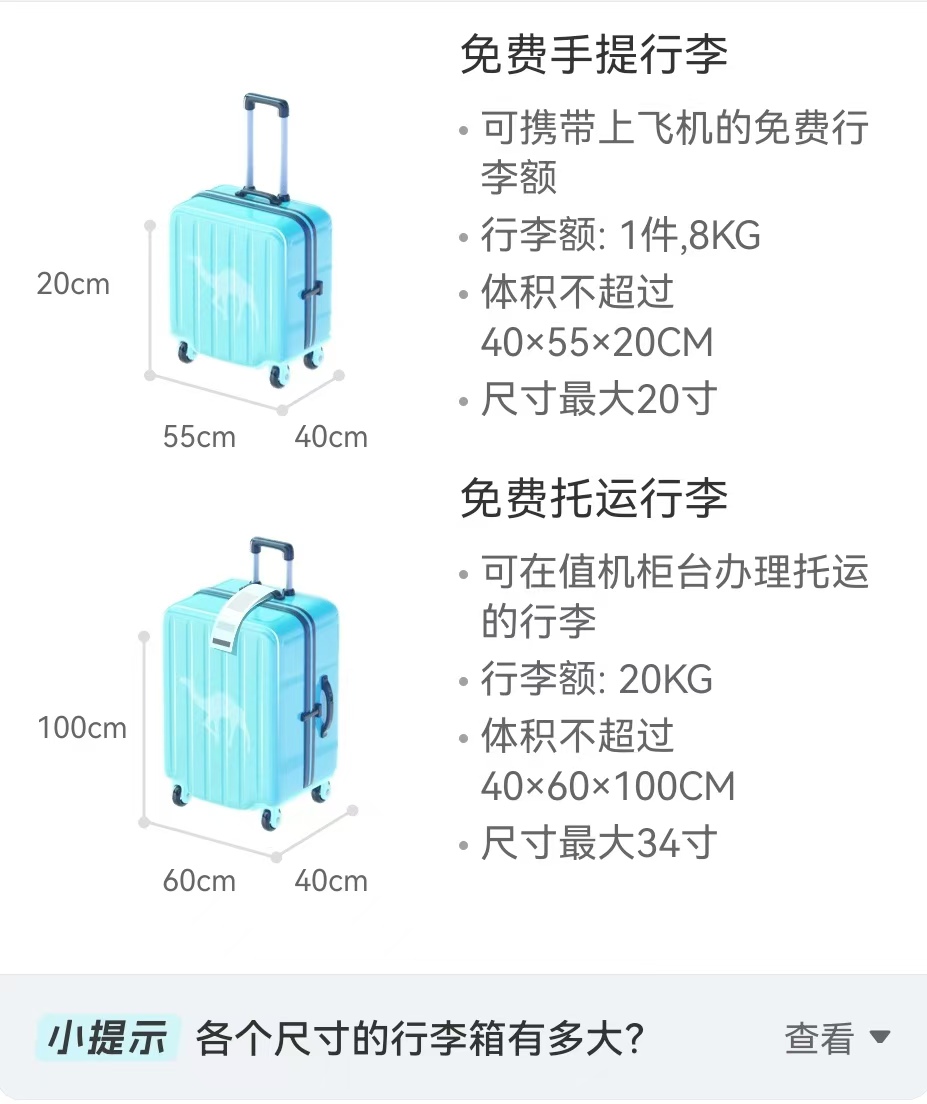 免费手提行李
可携带上飞机的免费行
李额
行李额: 1件,8KG
20cm
体积不超过
40×55×20CM
尺寸最大20寸
55cm
40cm
免费托运行李
可在值机柜台办理托运
的行李
行李额: 20KG
100cm
体积不超过
40×60×100CM
尺寸最大34寸
60cm
40cm
小提示 各个尺寸的行李箱有多大? 查看